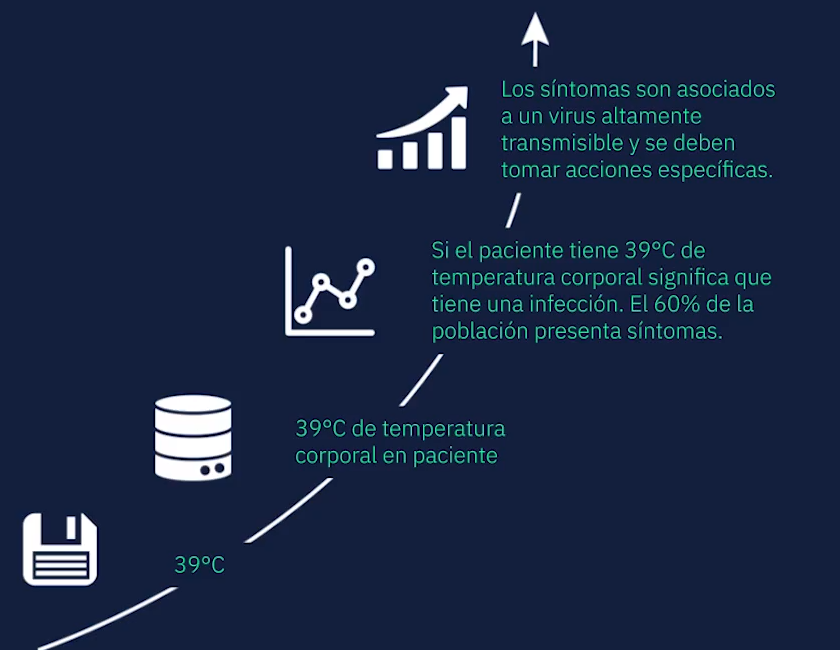 Los síntomas son asociados
a un virus altamente
transmisible y se deben
tomar acciones específicas.
Si el paciente tiene 39°C de
temperatura corporal significa que
tiene una infección. El 60% de la
población presenta síntomas.
39°C de temperatura
corporal en paciente
39°C